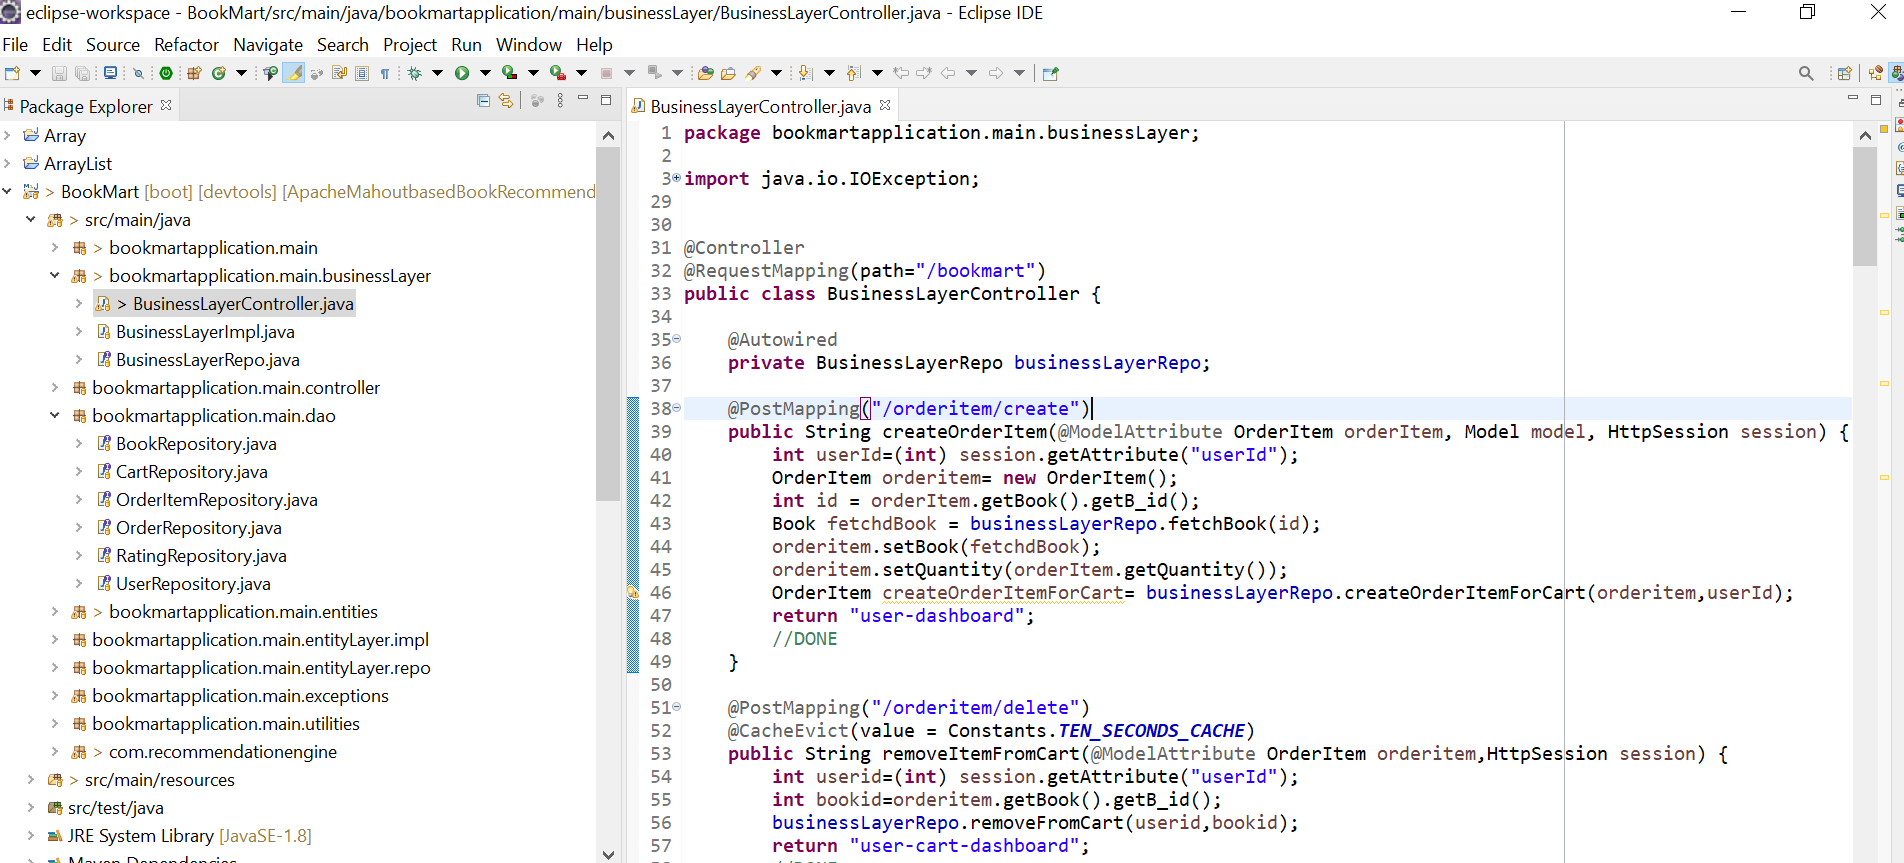 eclipse-workspace - BookMart/src/main/java/bookmartapplication/main/businessLayer/BusinessLayerController.java - Eclipse IDE
File Edit Source Refactor Navigate Search Project Run Window Help
Package Explorer
Array
ArrayList
> BookMart [boot] [devtools] [ApacheMahoutbasedBookRecommend
> src/main/java
> bookmartapplication.main
> bookmartapplication.main.businessLayer
> BusinessLayerController.java
BusinessLayerImpl.java
BusinessLayerRepo.java
bookmartapplication.main.controller
bookmartapplication.main.dao
BookRepository.java
CartRepository.java
OrderItemRepository.java
OrderRepository.java
RatingRepository.java
UserRepository.java
> bookmartapplication.main.entities
bookmartapplication.main.entityLayer.impl
bookmartapplication.main.entityLayer.repo
bookmartapplication.main.exceptions
bookmartapplication.main.utilities
> com.recommendationengine
> src/main/resources
src/test/java
JRE System Library [JavaSE-1.8]
Maven Dependencies
BusinessLayerController.java
1 package bookmartapplication.main.businessLayer;
2
3 import java.io.IOException;
29
30
31 @Controller
32 @RequestMapping(path="/bookmart")
33 public class BusinessLayerController {
34
35 @Autowired
36 private BusinessLayerRepo businessLayerRepo;
37
38 @PostMapping("/orderitem/create")
39 public String createOrderItem(@ModelAttribute OrderItem orderItem, Model model, HttpSession session) {
40 int userId=(int) session.getAttribute("userId");
41 OrderItem orderitem= new OrderItem();
42 int id = orderItem.getBook().getB_id();
43 Book fetchdBook = businessLayerRepo.fetchBook(id);
44 orderitem.setBook(fetchdBook);
45 orderitem.setQuantity(orderItem.getQuantity());
46 OrderItem createOrderItemForCart= businessLayerRepo.createOrderItemForCart(orderitem,userId);
47 return "user-dashboard";
48 //DONE
49 }
50
51 @PostMapping("/orderitem/delete")
52 @CacheEvict(value = Constants.TEN_SECONDS_CACHE)
53 public String removeItemFromCart(@ModelAttribute OrderItem orderitem,HttpSession session) {
54 int userid=(int) session.getAttribute("userId");
55 int bookid=orderitem.getBook().getB_id();
56 businessLayerRepo.removeFromCart(userid,bookid);
57 return "user-cart-dashboard";
//DONE